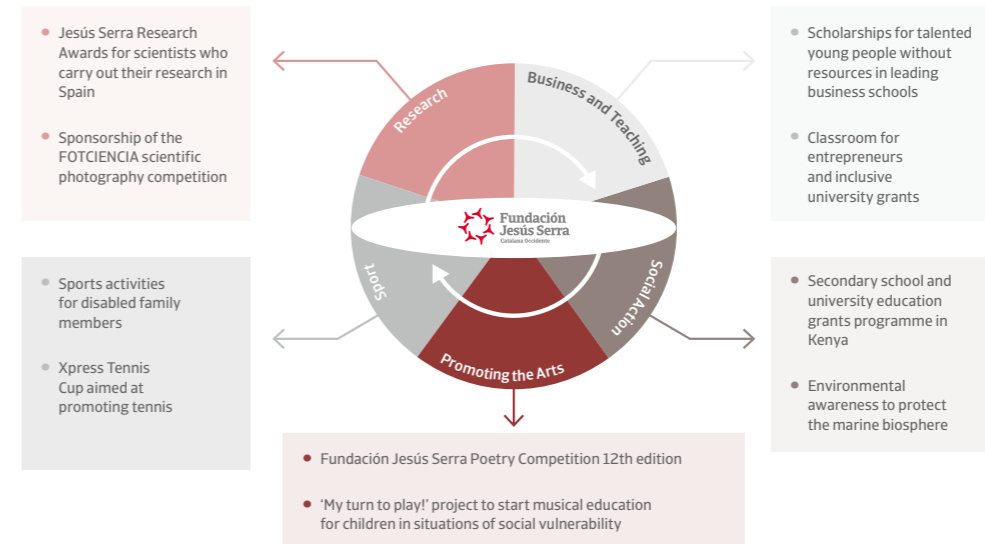 • Jesús Serra Research
Awards for scientists who
carry out their research in
Spain
• Sponsorship of the
FOTCIENCIA scientific
photography competition
Research
Business and Teaching
• Scholarships for talented
young people without
resources in leading
business schools
• Classroom for
entrepreneurs
and inclusive
university grants
Fundación
Jesús Serra
Catalana Occidente
• Sports activities
for disabled family
members
• Xpress Tennis
Cup aimed at
promoting tennis
Sport
Social Action
• Secondary school and
university education
grants programme in
Kenya
• Environmental
awareness to protect
the marine biosphere
Promoting the Arts
• Fundación Jesús Serra Poetry Competition 12th edition
• ‘My turn to play!’ project to start musical education
for children in situations of social vulnerability